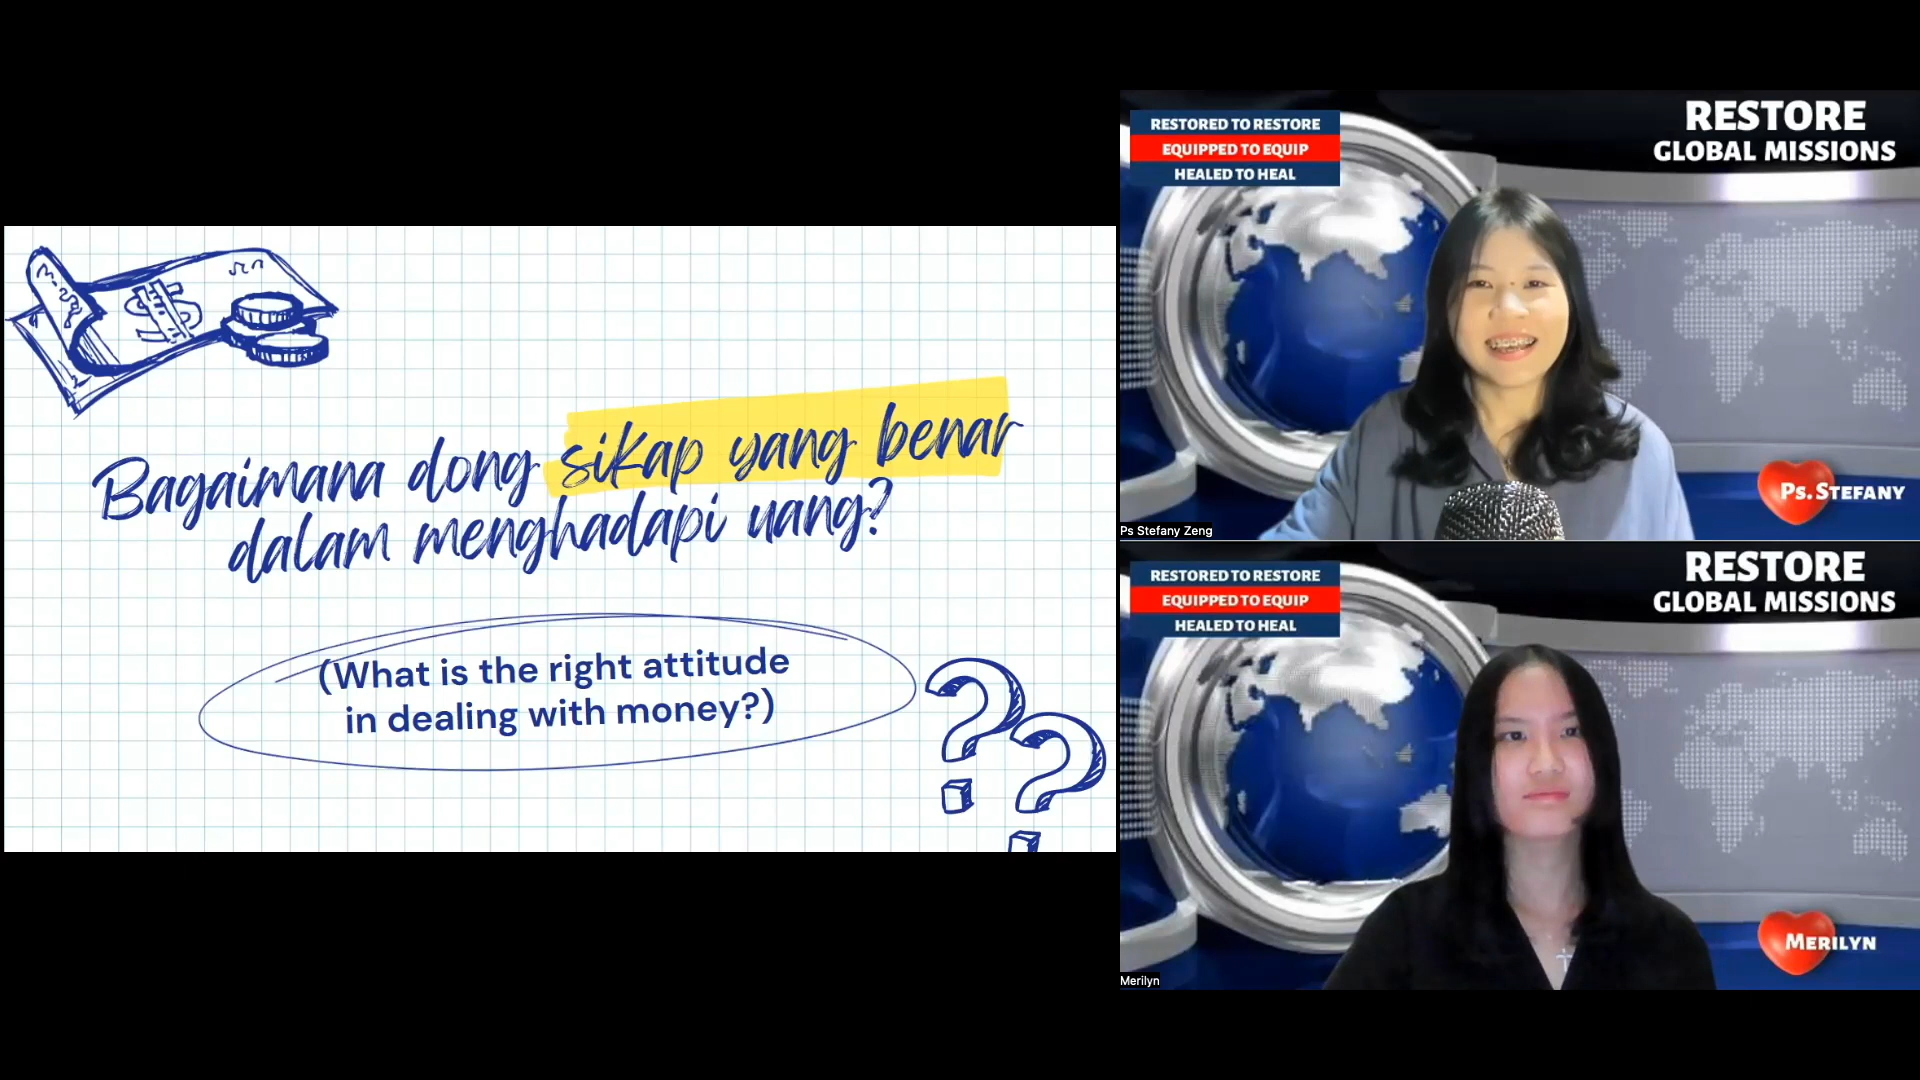 Bagaimana dong sikap yang benar
dalam menghadapi uang?
(What is the right attitude
in dealing with money?)
RESTORED TO RESTORE
EQUIPPED TO EQUIP
HEALED TO HEAL
RESTORE
GLOBAL MISSIONS
Ps. Stefany
Ps Stefany Zeng
RESTORED TO RESTORE
EQUIPPED TO EQUIP
HEALED TO HEAL
RESTORE
GLOBAL MISSIONS
Merilyn
Merilyn